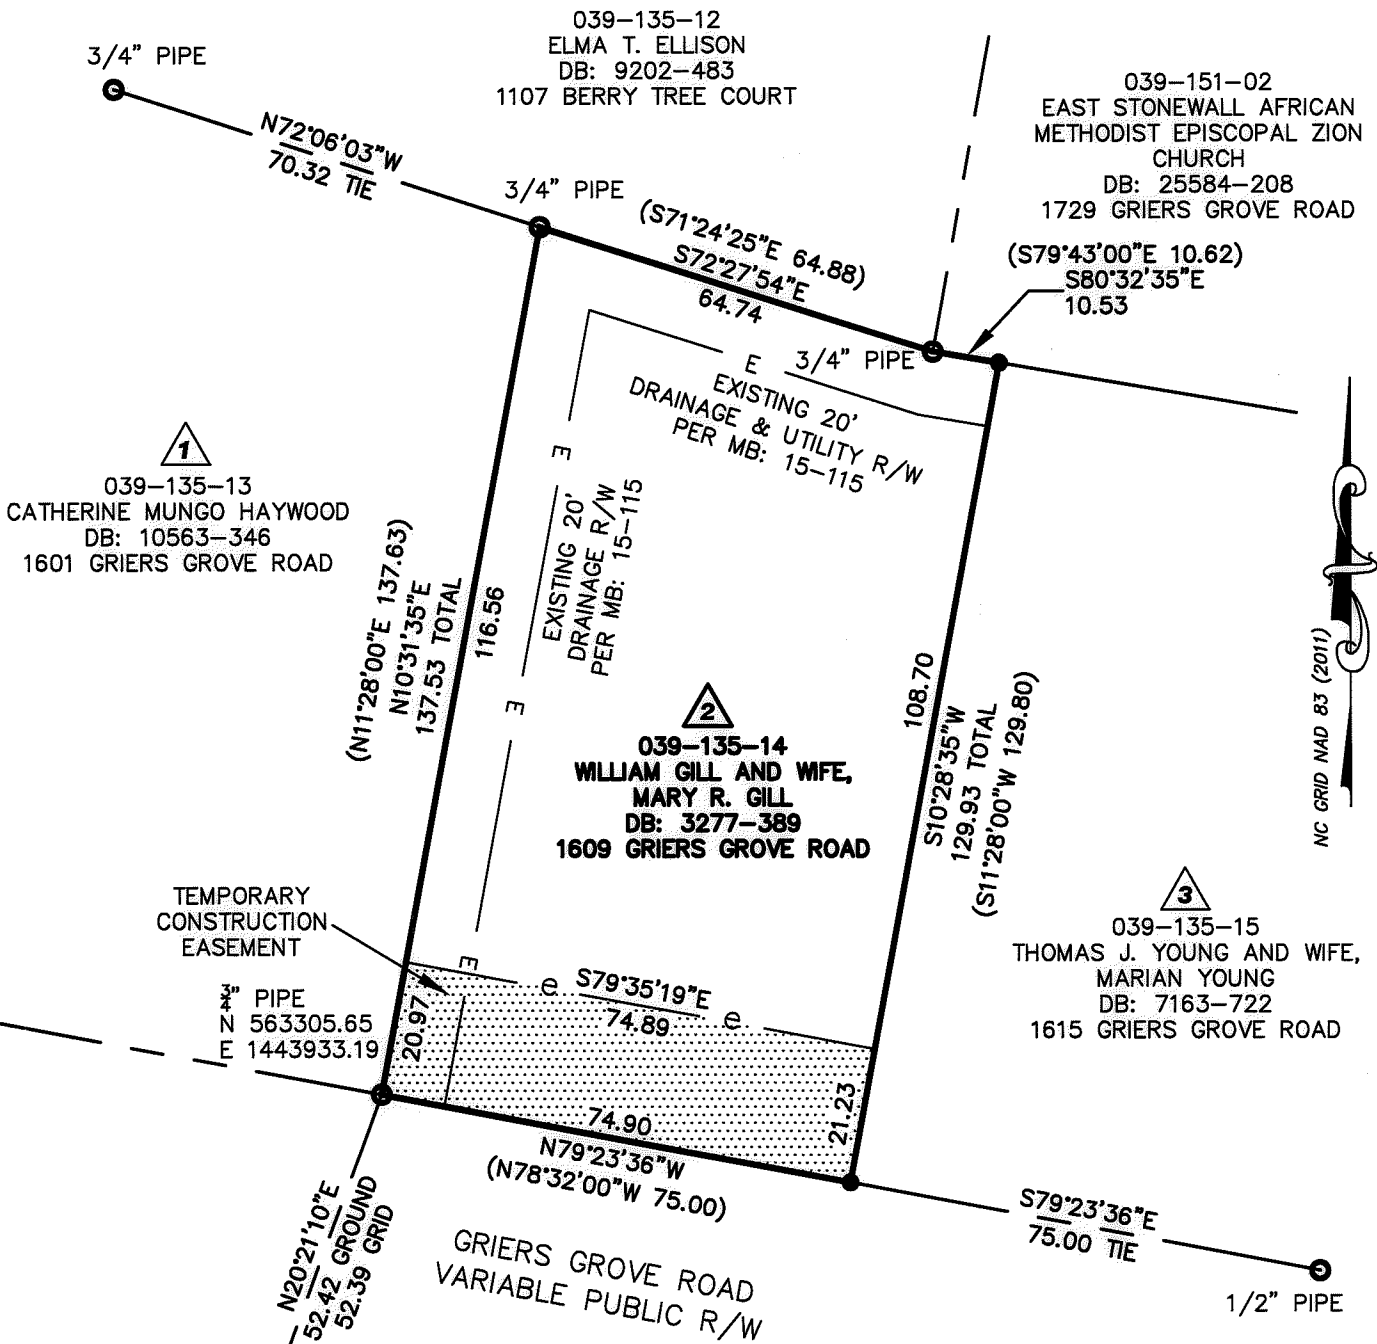 039-135-12
ELMA T. ELLISON
DB: 9202-483
1107 BERRY TREE COURT
3/4" PIPE
039-151-02
EAST STONEWALL AFRICAN
METHODIST EPISCOPAL ZION
CHURCH
DB: 25584-208
1729 GRIERS GROVE ROAD
N72°06'03"W
70.32 TIE
3/4" PIPE
(S71°24'25"E 64.88)
S72°27'54"E
64.74
(S79°43'00"E 10.62)
S80°32'35"E
10.53
E 3/4" PIPE
EXISTING 20'
DRAINAGE & UTILITY R/W
PER MB: 15-115
1
039-135-13
CATHERINE MUNGO HAYWOOD
DB: 10563-346
1601 GRIERS GROVE ROAD
E
EXISTING 20'
DRAINAGE R/W
PER MB: 15-115
(N11°28'00"E 137.63)
N10°31'35"E
137.53 TOTAL
116.56
E
2
039-135-14
WILLIAM GILL AND WIFE,
MARY R. GILL
DB: 3277-389
1609 GRIERS GROVE ROAD
108.70
S10°28'35"W
129.93 TOTAL
(S11°28'00"W 129.80)
NC GRID NAD 83 (2011)
3
039-135-15
THOMAS J. YOUNG AND WIFE,
MARIAN YOUNG
DB: 7163-722
1615 GRIERS GROVE ROAD
TEMPORARY
CONSTRUCTION
EASEMENT
E
e S79°35'19"E
74.89 e
3/4" PIPE
N 563305.65
E 1443933.19
20.97
21.23
74.90
N79°23'36"W
(N78°32'00"W 75.00)
N20°21'10"E
52.42 GROUND
52.39 GRID
GRIERS GROVE ROAD
VARIABLE PUBLIC R/W
S79°23'36"E
75.00 TIE
1/2" PIPE